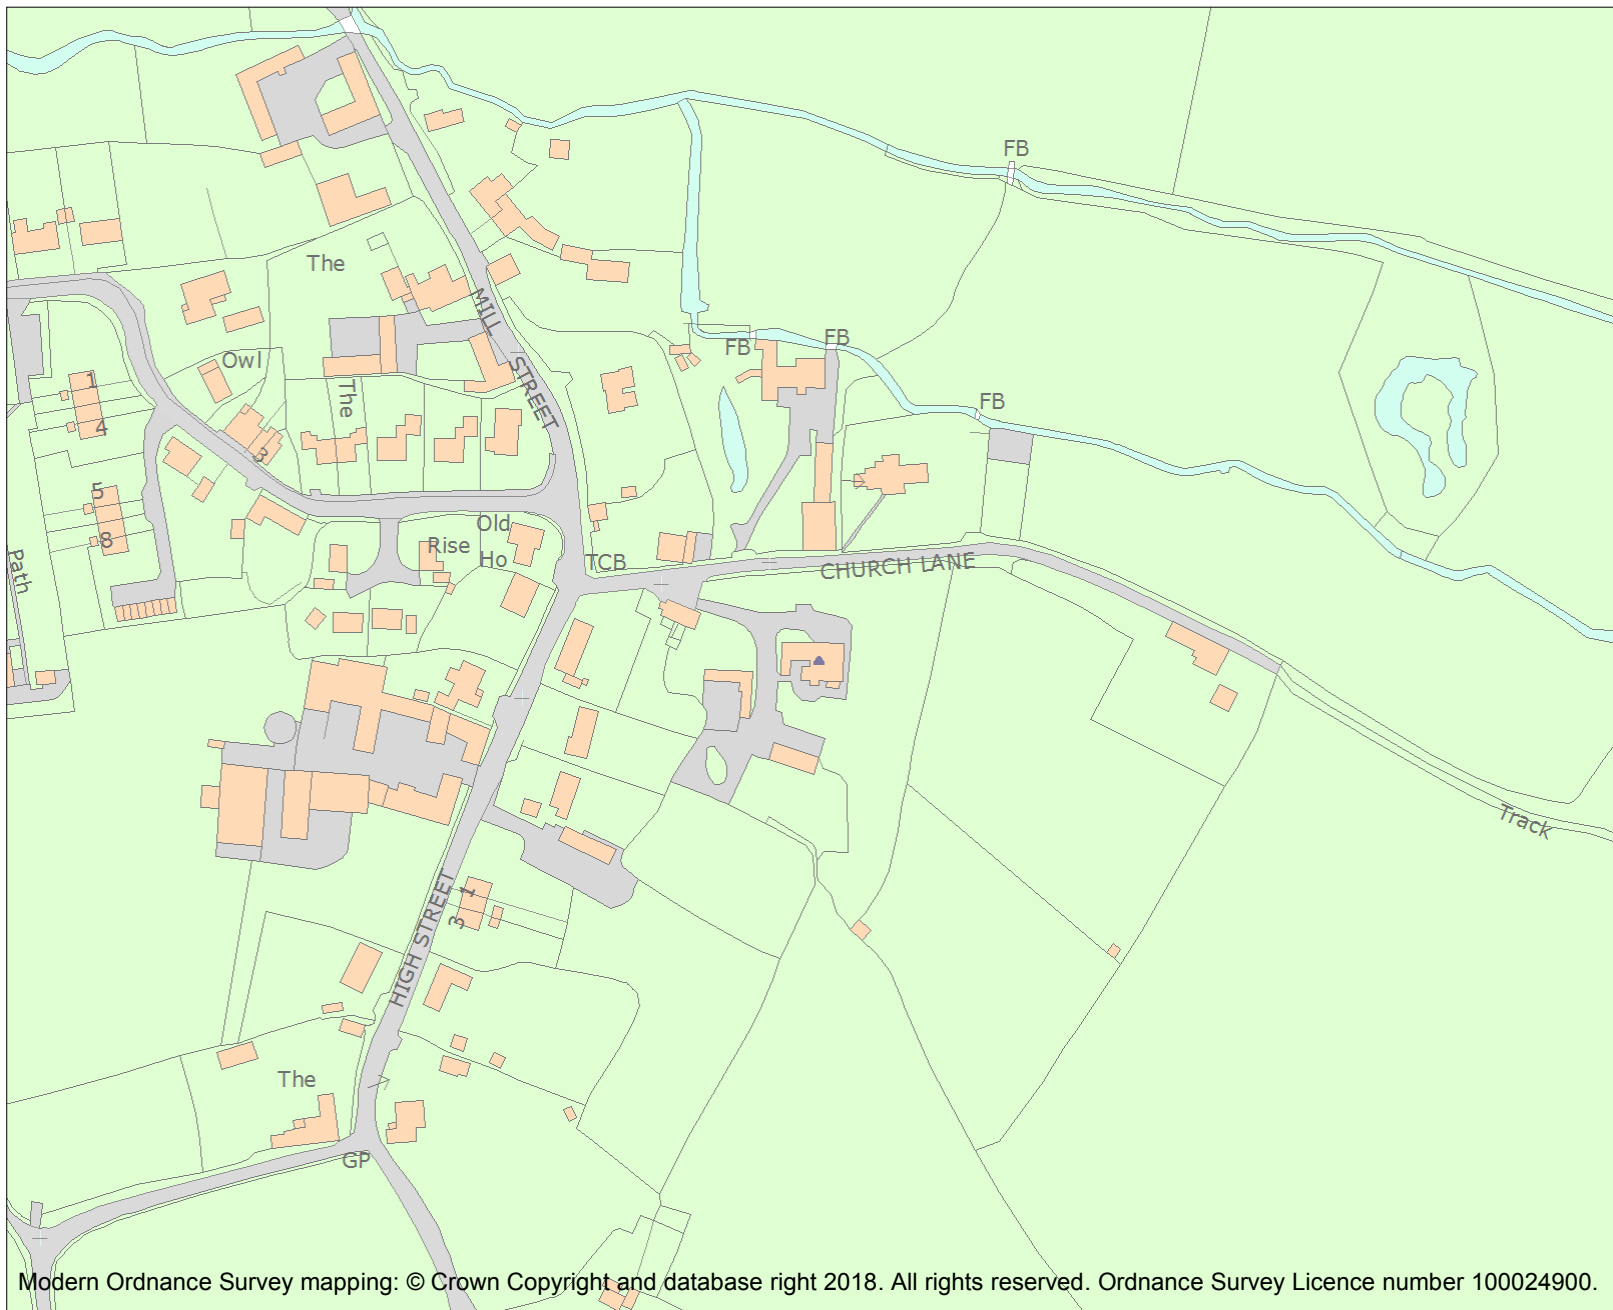 FB
The
MILL STREET
FB
FB
Owl
1
The
FB
4
3
5
Old
8
Rise
Ho
TCB
CHURCH LANE
Path
Track
HIGH STREET
1
3
The
GP
Modern Ordnance Survey mapping: © Crown Copyright and database right 2018. All rights reserved. Ordnance Survey Licence number 100024900.